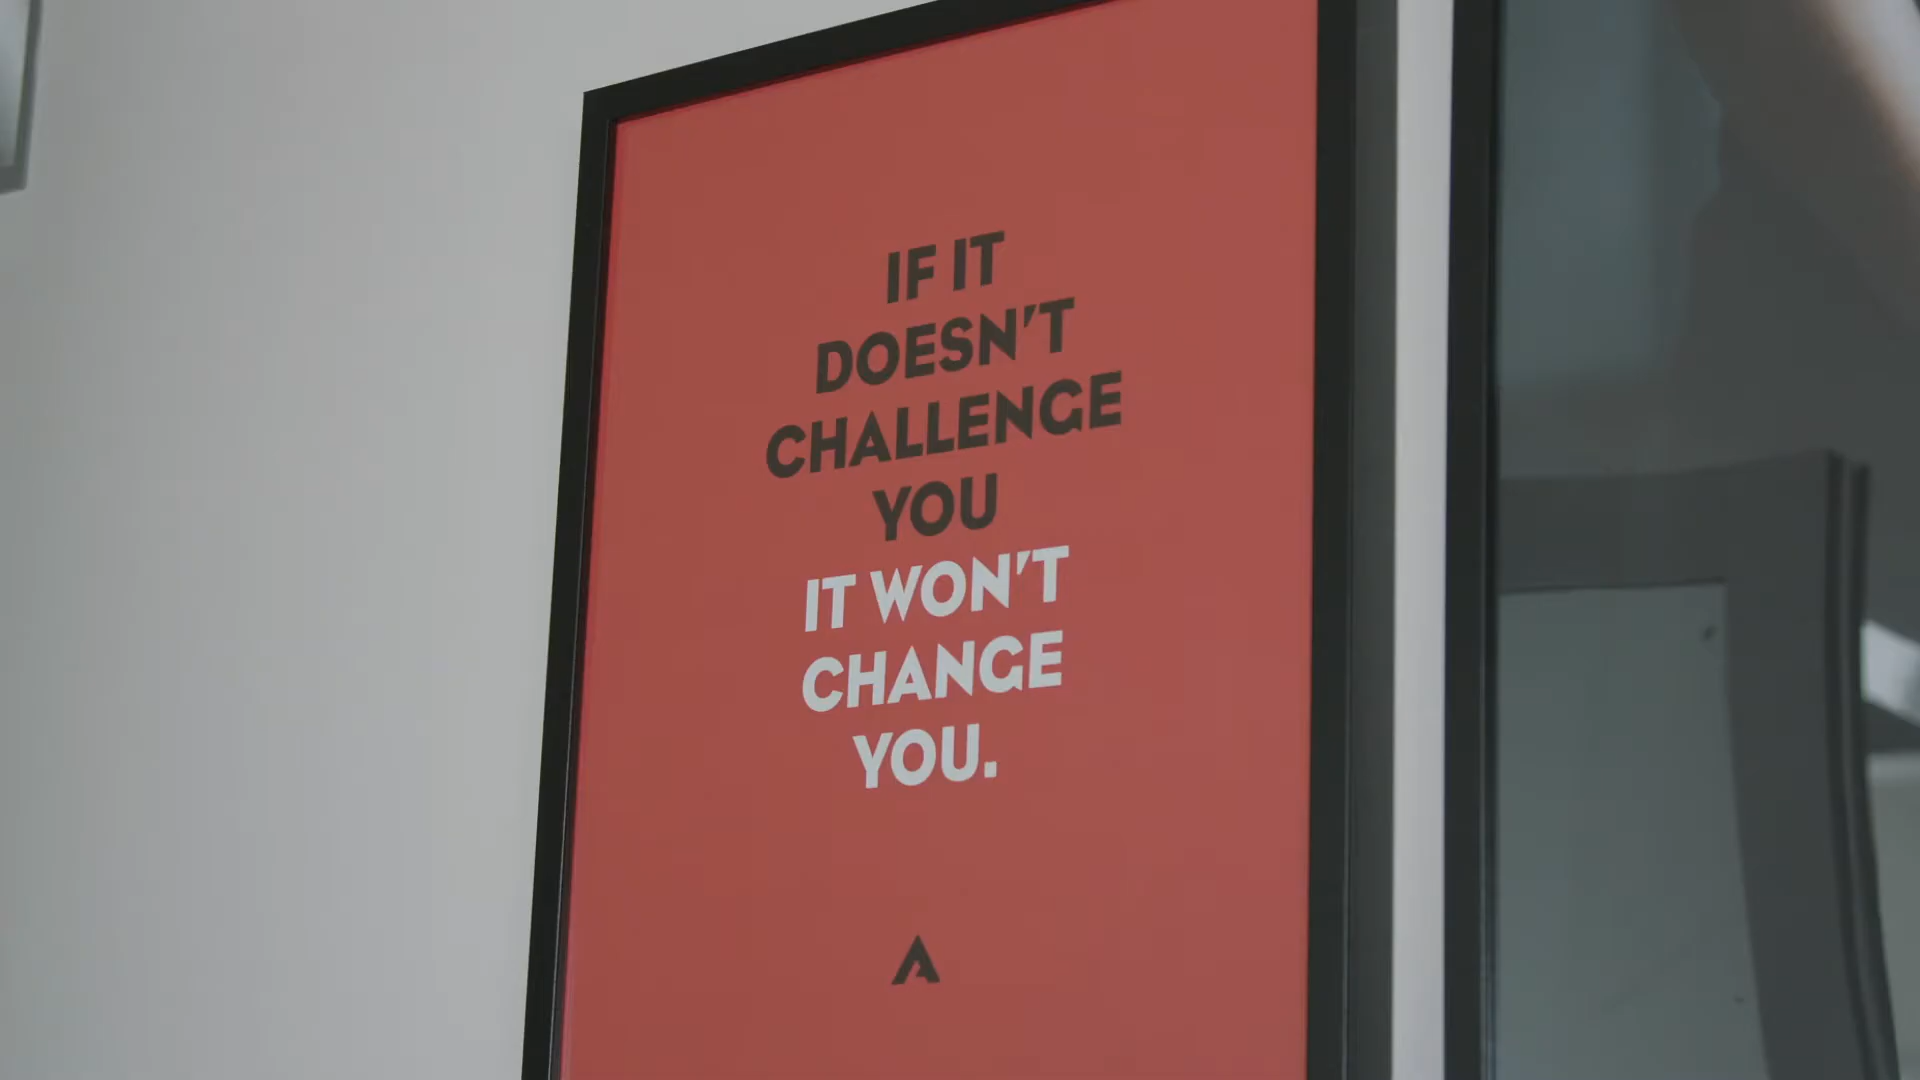 IF IT
DOESN'T
CHALLENGE
YOU
IT WON'T
CHANGE
YOU.